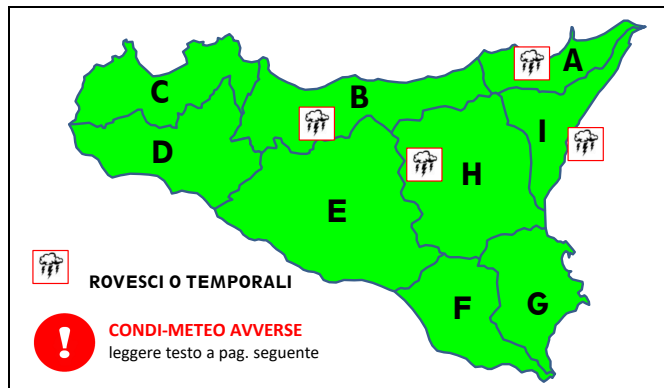 A
B
C
I
D
H
E
ROVESCI O TEMPORALI
F
G
!
CONDI-METEO AVVERSE
leggere testo a pag. seguente